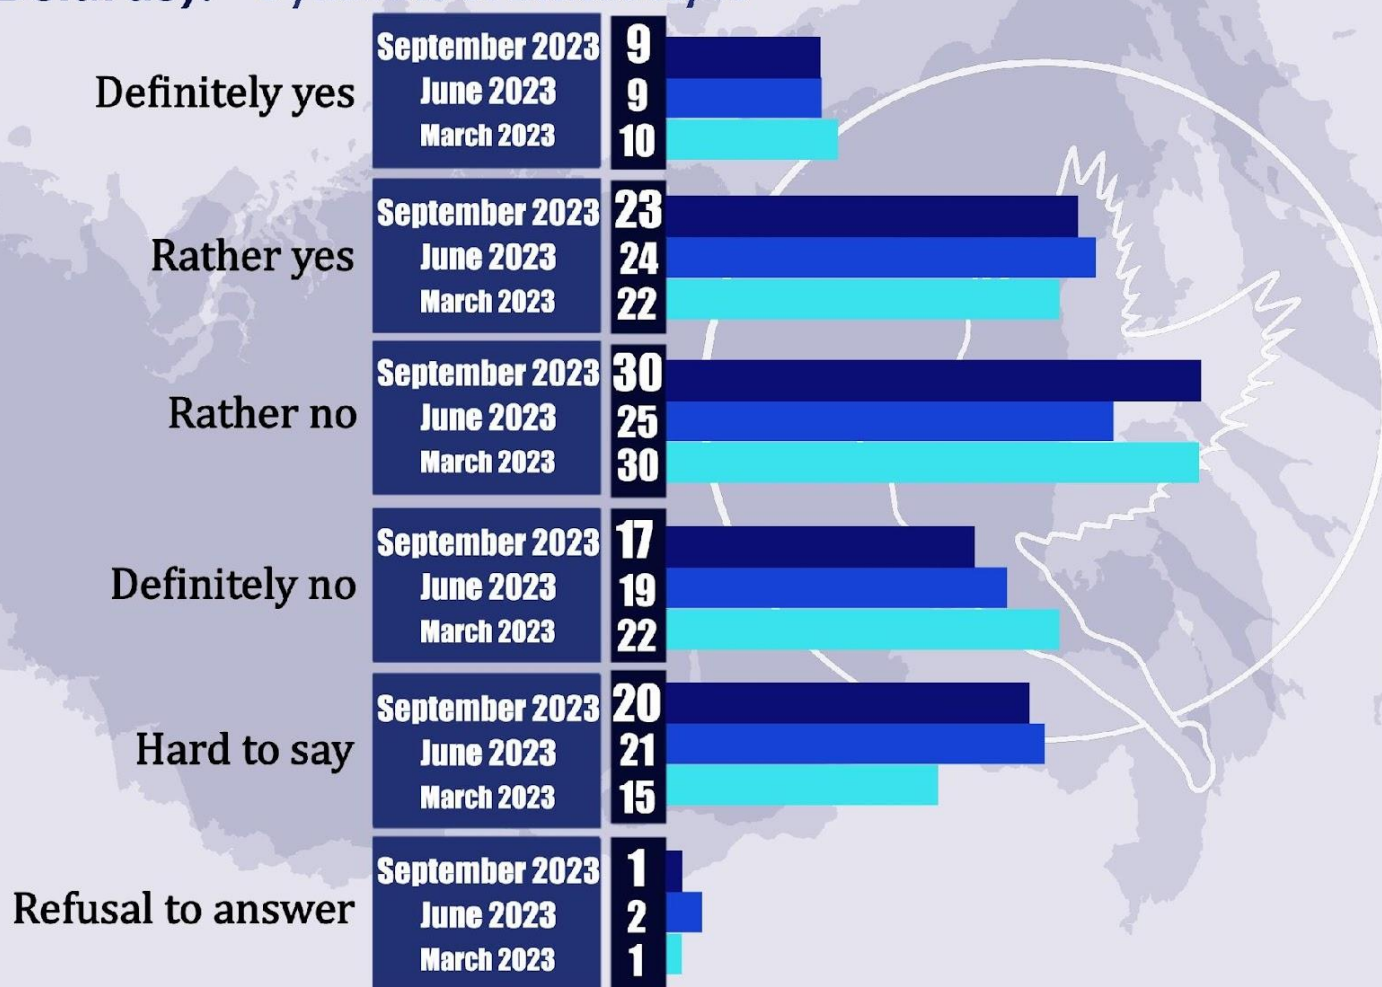 Definitely yes
September 2023 9
June 2023 9
March 2023 10
Rather yes
September 2023 23
June 2023 24
March 2023 22
Rather no
September 2023 30
June 2023 25
March 2023 30
Definitely no
September 2023 17
June 2023 19
March 2023 22
Hard to say
September 2023 20
June 2023 21
March 2023 15
Refusal to answer
September 2023 1
June 2023 2
March 2023 1